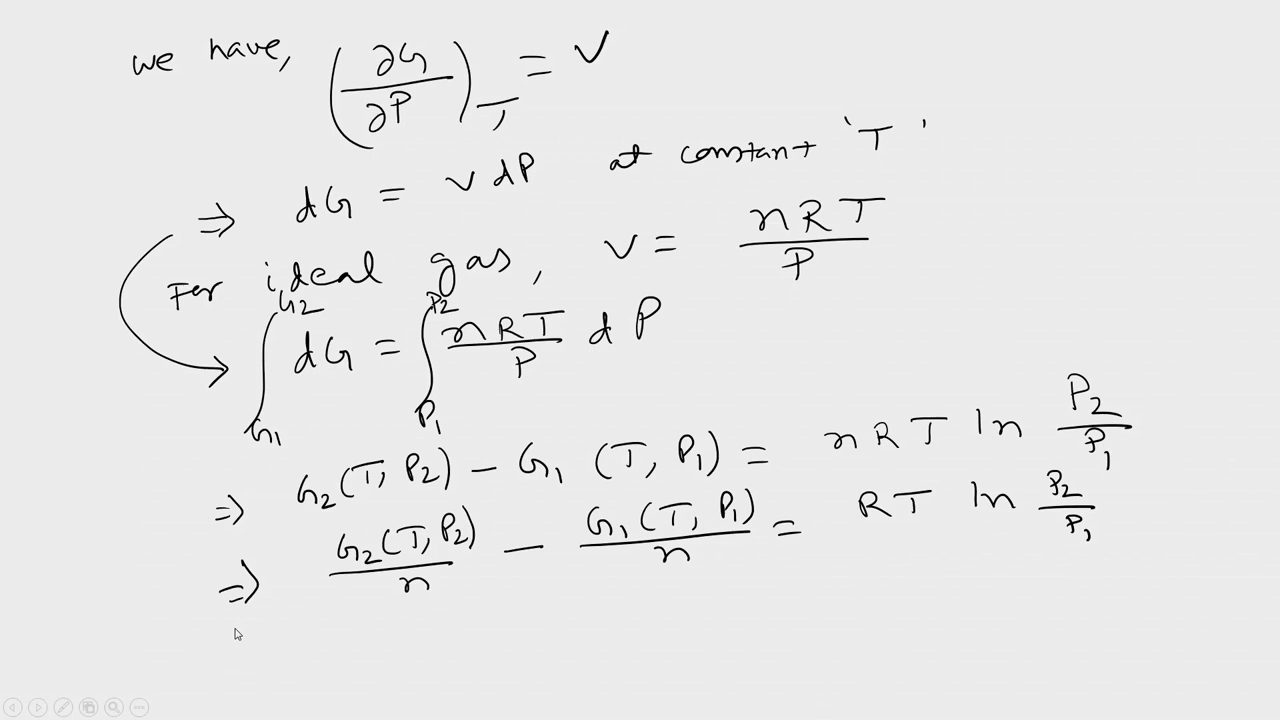 we have, (∂G/∂P)_T = V
⇒ dG = V dP at constant 'T'
For ideal gas, V = nRT/P
∫_{G1}^{G2} dG = ∫_{P1}^{P2} nRT/P dP
⇒ G2(T, P2) – G1(T, P1) = nRT ln P2/P1
⇒ G2(T, P2)/n – G1(T, P1)/n = RT ln P2/P1